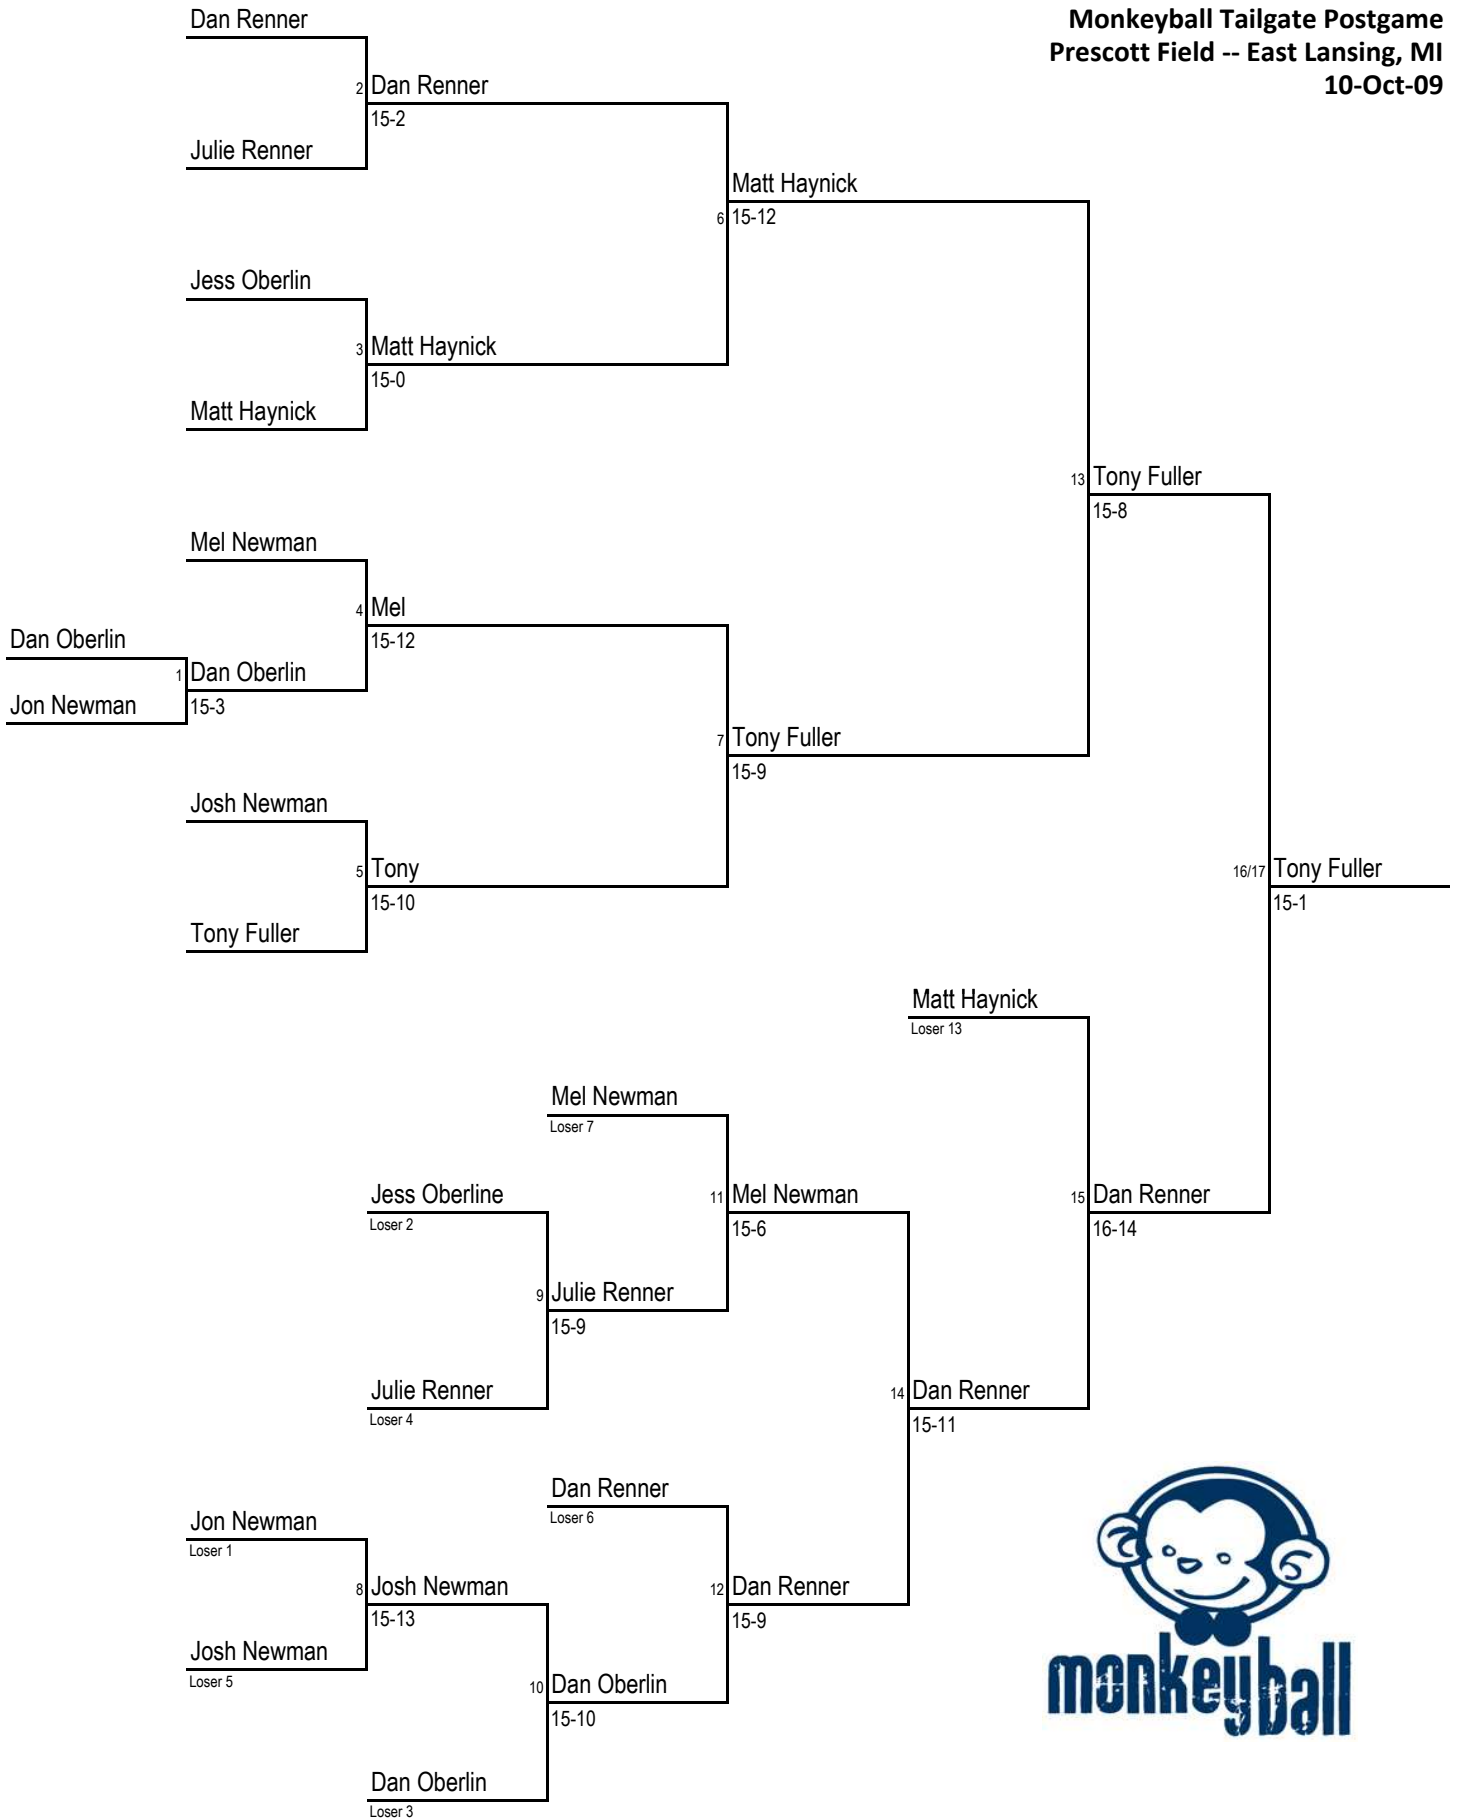 Monkeyball Tailgate Postgame
Prescott Field -- East Lansing, MI
10-Oct-09
Dan Renner
2 Dan Renner
15-2
Julie Renner
Matt Haynick
6 15-12
Jess Oberlin
3 Matt Haynick
15-0
Matt Haynick
13 Tony Fuller
15-8
Mel Newman
4 Mel
15-12
Dan Oberlin
1 Dan Oberlin
15-3
Jon Newman
7 Tony Fuller
15-9
Josh Newman
5 Tony
15-10
Tony Fuller
16/17 Tony Fuller
15-1
Matt Haynick
Loser 13
Mel Newman
Loser 7
Jess Oberline
Loser 2
11 Mel Newman
15-6
15 Dan Renner
16-14
9 Julie Renner
15-9
Julie Renner
Loser 4
14 Dan Renner
15-11
Dan Renner
Loser 6
Jon Newman
Loser 1
8 Josh Newman
15-13
12 Dan Renner
15-9
Josh Newman
Loser 5
10 Dan Oberlin
15-10
Dan Oberlin
Loser 3
monkeyball